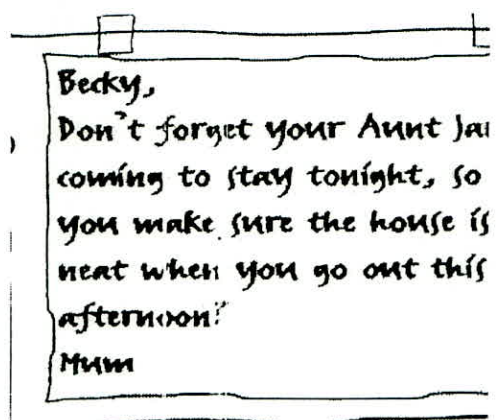 Becky,
Don't forget your Aunt Ja
coming to stay tonight, so
you make sure the house is
neat when you go out this
afternoon?
Mum